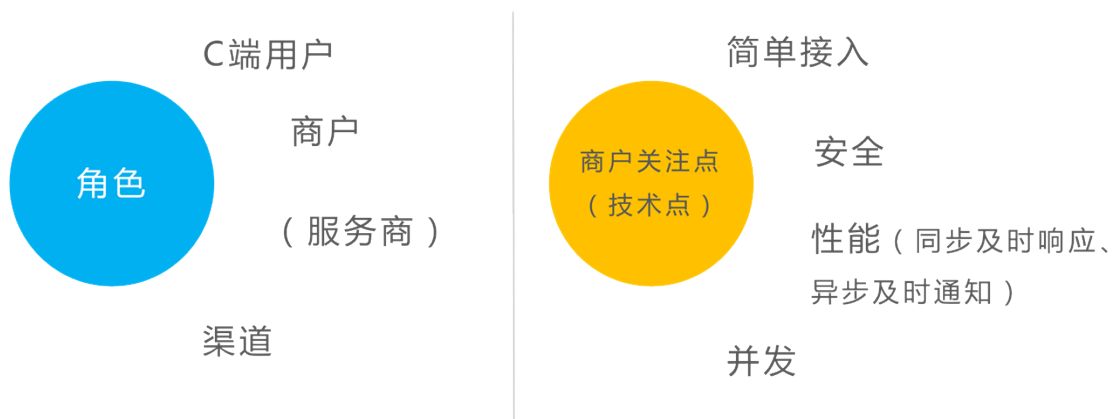 C端用户
商户
角色
（服务商）
渠道
简单接入
商户关注点
（技术点）
安全
性能（同步及时响应、
异步及时通知）
并发